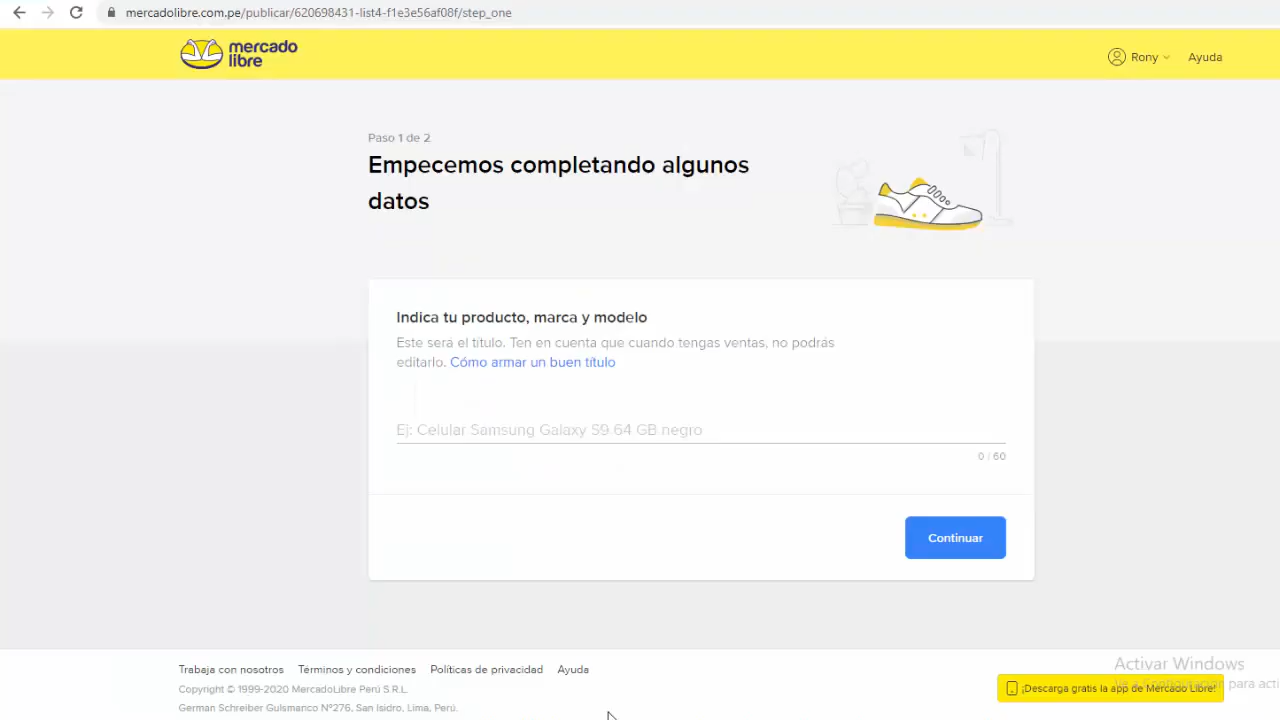 mercadolibre.com.pe/publicar/620698431-list4-f1e3e56af08f/step_one
mercado
libre
Rony
Ayuda
Paso 1 de 2
Empecemos completando algunos
datos
Indica tu producto, marca y modelo
Este será el título. Ten en cuenta que cuando tengas ventas, no podrás
editarlo. Cómo armar un buen título
Ej: Celular Samsung Galaxy S9 64 GB negro
0 / 60
Continuar
Trabaja con nosotros Términos y condiciones Políticas de privacidad Ayuda
Copyright © 1999-2020 MercadoLibre Perú S.R.L.
German Schreiber Gulsmanco Nº276, San Isidro, Lima, Perú.
Activar Windows
¡Descarga gratis la app de Mercado Libre!
para acti